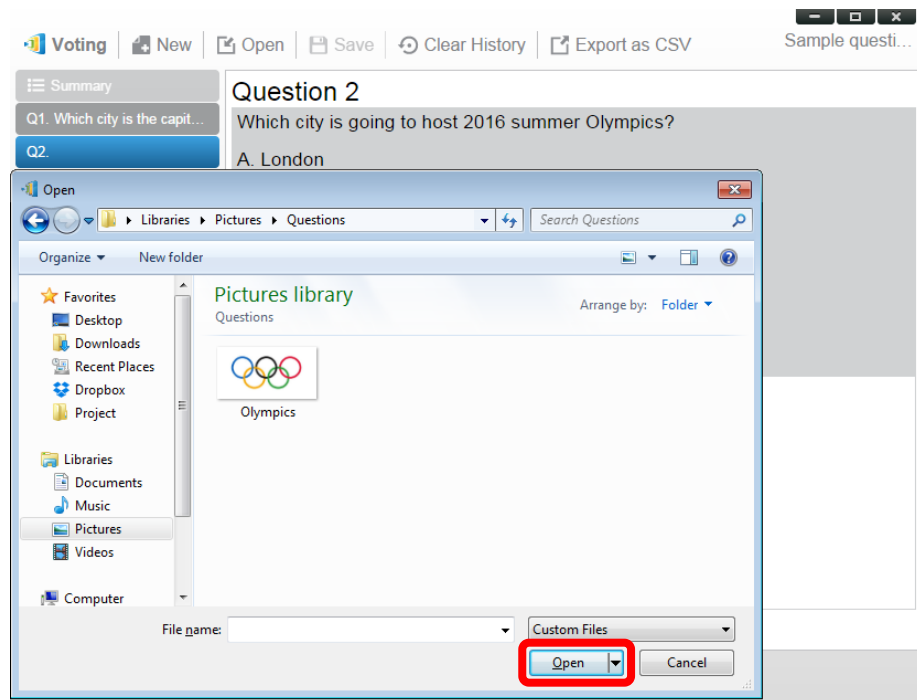 Voting New Open Save Clear History Export as CSV Sample questi...
Summary
Question 2
Q1. Which city is the capit...
Which city is going to host 2016 summer Olympics?
Q2.
A. London
Open
Libraries Pictures Questions
Search Questions
Organize New folder
Favorites
Desktop
Downloads
Recent Places
Dropbox
Project
Libraries
Documents
Music
Pictures
Videos
Computer
Pictures library
Questions
Arrange by: Folder
Olympics
File name:
Custom Files
Open Cancel